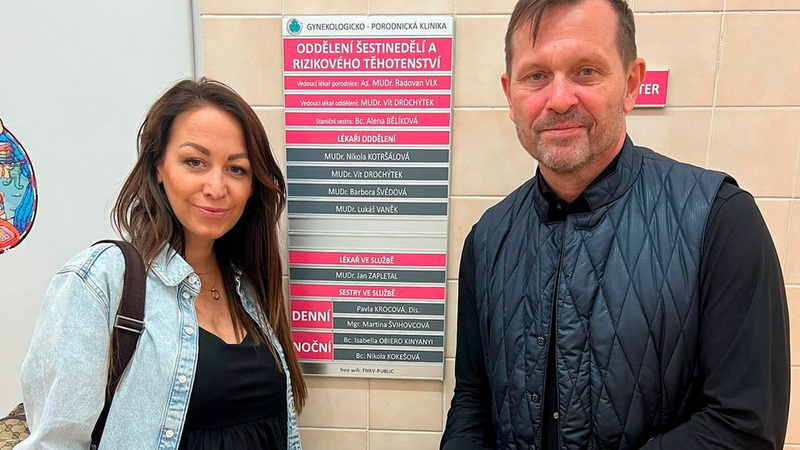 GYNEKOLOGICKO - PORODNICKÁ KLINIKA
ODDĚLENÍ ŠESTINEDĚLÍ A
RIZIKOVÉHO TĚHOTENSTVÍ
Vedoucí lékař porodnice: As. MUDr. Radovan VLK
Vedoucí lékař oddělení: MUDr. Vít DROCHÝTEK
Staniční sestra: Bc. Alena BĚLÍKOVÁ
LÉKAŘI ODDĚLENÍ
MUDr. Nikola KOTRŠÁLOVÁ
MUDr. Vít DROCHÝTEK
MUDr. Barbora ŠVÉDOVÁ
MUDr. Lukáš VANĚK
LÉKAŘ VE SLUŽBĚ
MUDr. Jan ZAPLETAL
SESTRY VE SLUŽBĚ
DENNÍ
Pavla KROCOVÁ, Dis.
Mgr. Martina ŠVIHOVCOVÁ
NOČNÍ
Bc. Isabella OBIERO KINYANYI
Bc. Nikola KOKEŠOVÁ
free wifi: FNKV-PUBLIC
TER